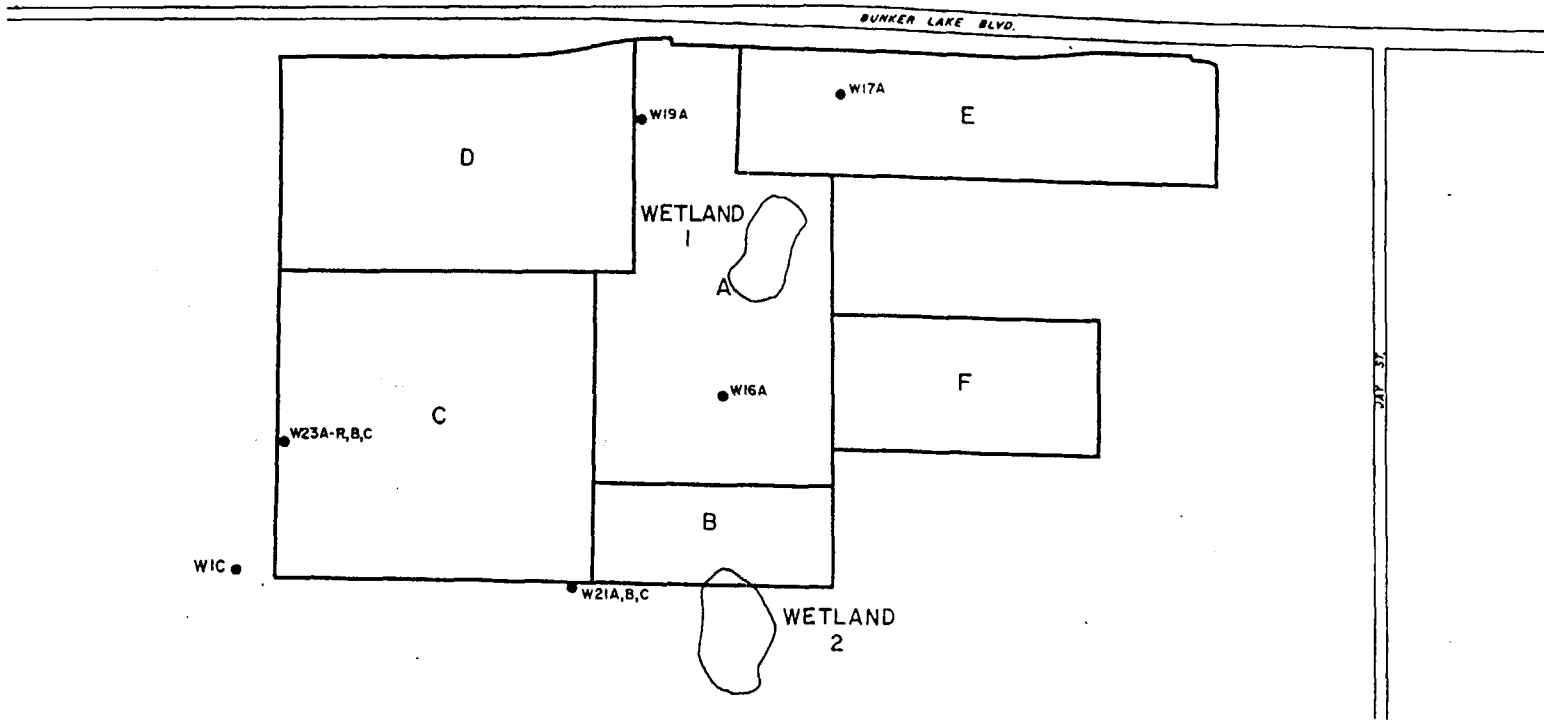 BUNKER LAKE BLVD.
W17A
E
W19A
D
WETLAND
1
A
JAY ST.
F
W16A
C
W23A-R,B,C
B
W1C
W21A,B,C
WETLAND
2